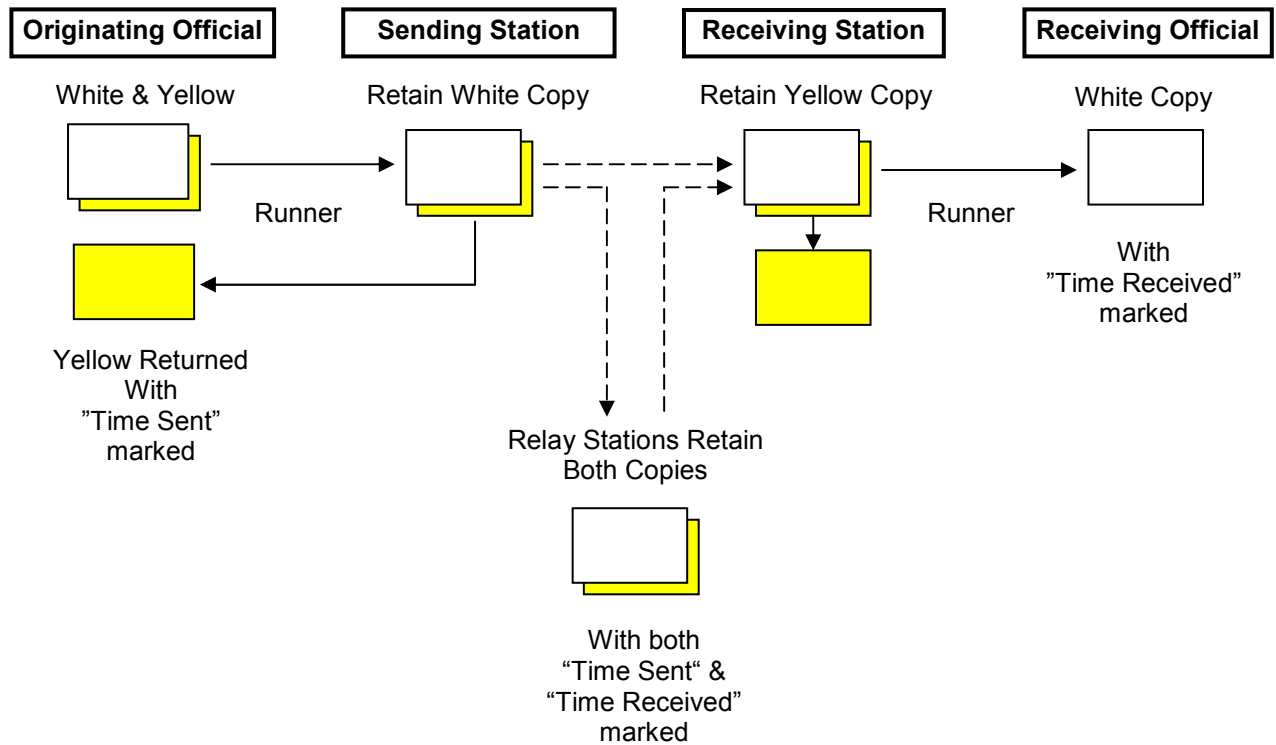 Originating Official
Sending Station
Receiving Station
Receiving Official
White & Yellow
Retain White Copy
Retain Yellow Copy
White Copy
Runner
Runner
With
”Time Received”
marked
Yellow Returned
With
”Time Sent”
marked
Relay Stations Retain
Both Copies
With both
“Time Sent“ &
“Time Received”
marked